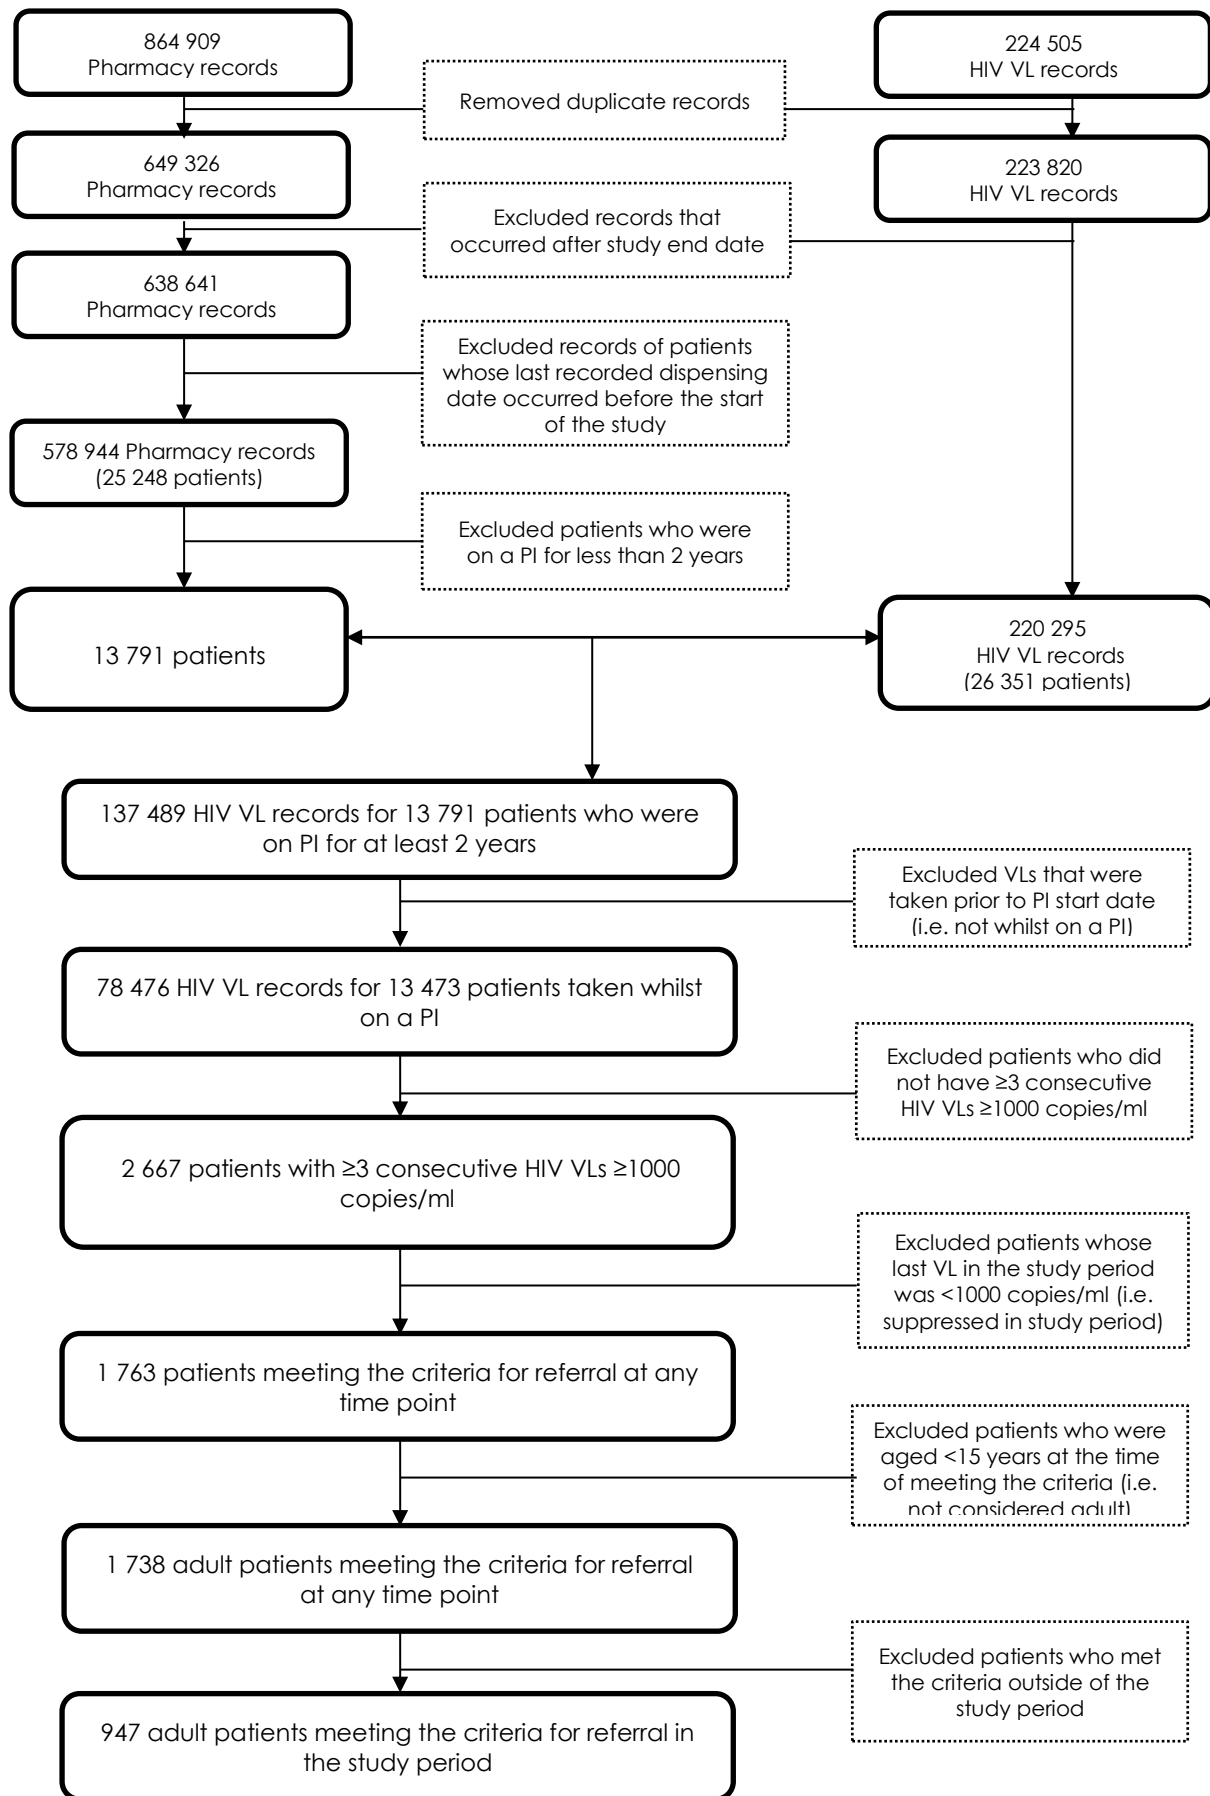 864 909
Pharmacy records
224 505
HIV VL records
Removed duplicate records
649 326
Pharmacy records
223 820
HIV VL records
Excluded records that
occurred after study end date
638 641
Pharmacy records
Excluded records of patients
whose last recorded dispensing
date occurred before the start
of the study
578 944 Pharmacy records
(25 248 patients)
Excluded patients who were
on a PI for less than 2 years
13 791 patients
220 295
HIV VL records
(26 351 patients)
137 489 HIV VL records for 13 791 patients who were
on PI for at least 2 years
Excluded VLs that were
taken prior to PI start date
(i.e. not whilst on a PI)
78 476 HIV VL records for 13 473 patients taken whilst
on a PI
Excluded patients who did
not have ≥3 consecutive
HIV VLs ≥1000 copies/ml
2 667 patients with ≥3 consecutive HIV VLs ≥1000
copies/ml
Excluded patients whose
last VL in the study period
was <1000 copies/ml (i.e.
suppressed in study period)
1 763 patients meeting the criteria for referral at any
time point
Excluded patients who were
aged <15 years at the time
of meeting the criteria (i.e.
not considered adult)
1 738 adult patients meeting the criteria for referral
at any time point
Excluded patients who met
the criteria outside of the
study period
947 adult patients meeting the criteria for referral in
the study period